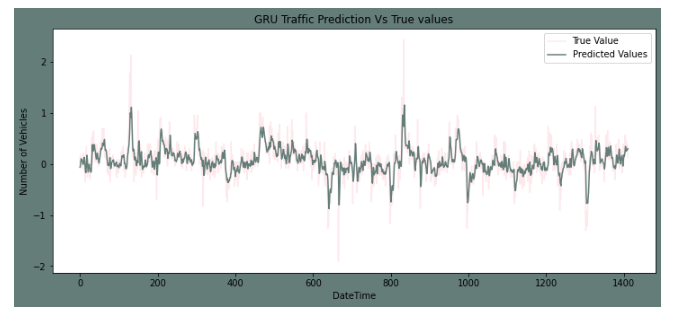 GRU Traffic Prediction Vs True values
True Value
Predicted Values
2
1
0
−1
−2
Number of Vehicles
0
200
400
600
800
1000
1200
1400
DateTime